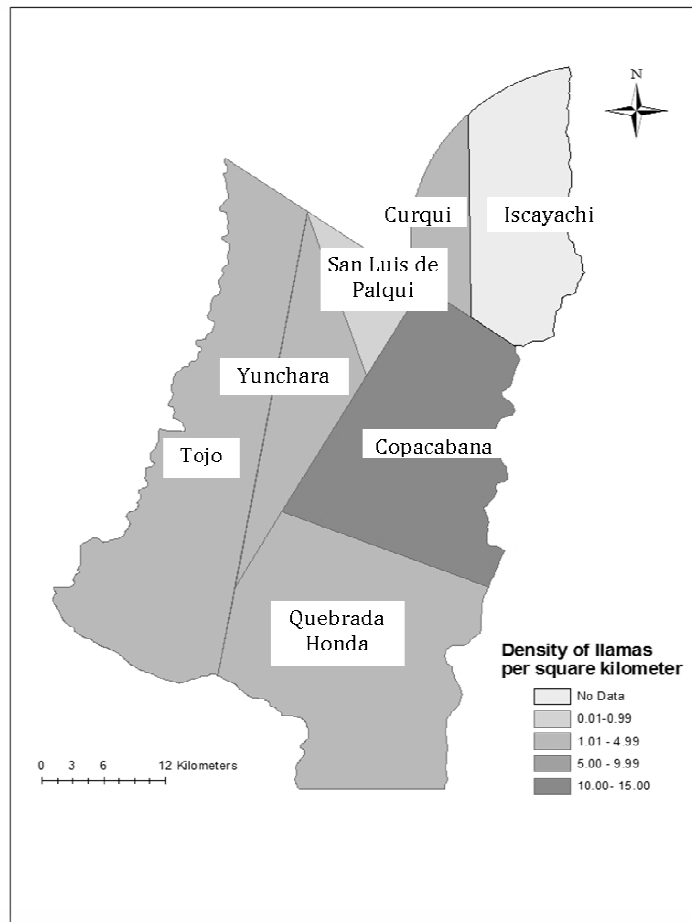 N
Curqui
Iscayachi
San Luis de
Palqui
Yunchara
Copacabana
Tojo
Quebrada
Honda
Density of llamas
per square kilometer
No Data
0.01-0.99
1.01 - 4.99
5.00 - 9.99
10.00- 15.00
0 3 6 12 Kilometers